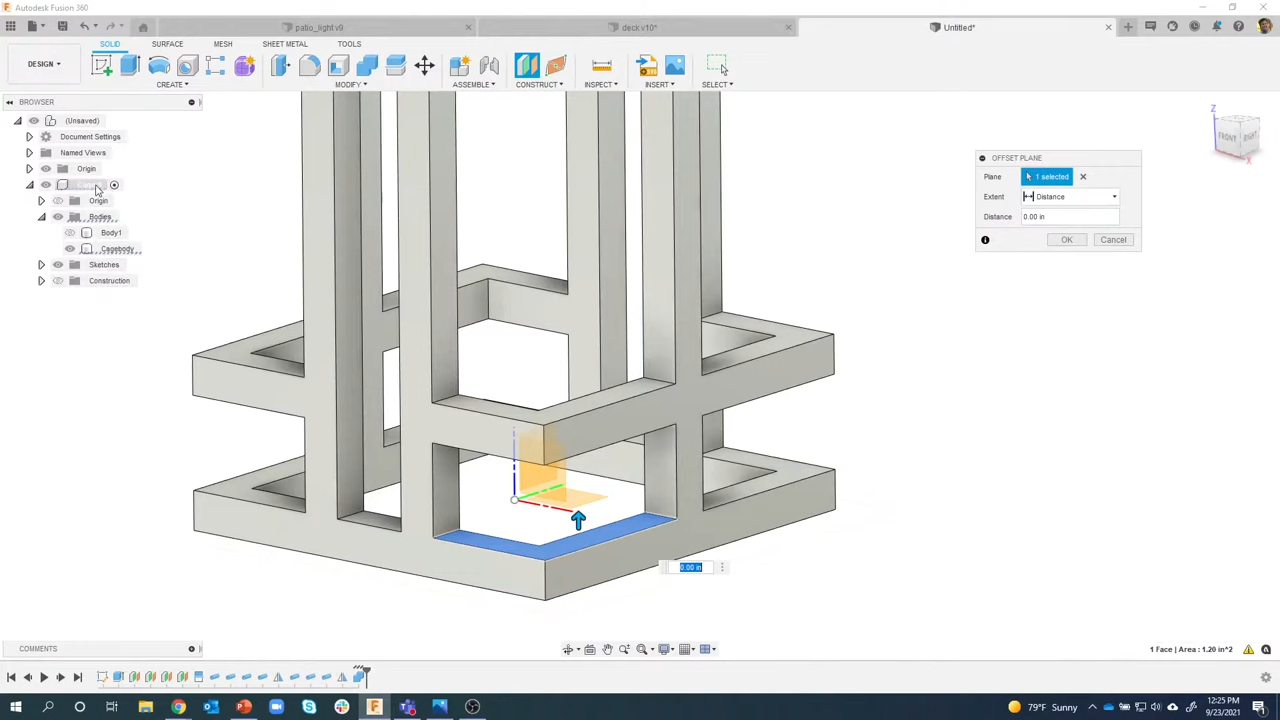 Autodesk Fusion 360
patio_light v9
deck v10*
Untitled*
SOLID
SURFACE
MESH
SHEET METAL
TOOLS
DESIGN
CREATE
MODIFY
ASSEMBLE
CONSTRUCT
INSPECT
INSERT
SELECT
BROWSER
(Unsaved)
Document Settings
Named Views
Origin
Origin
Bodies
Body1
Cagebody
Sketches
Construction
OFFSET PLANE
Plane
1 selected
Extent
Distance
Distance
0.00 in
OK
Cancel
Z
FRONT
RIGHT
X
0.00 in
COMMENTS
1 Face | Area : 1.20 in^2
79°F Sunny
12:25 PM
9/23/2021